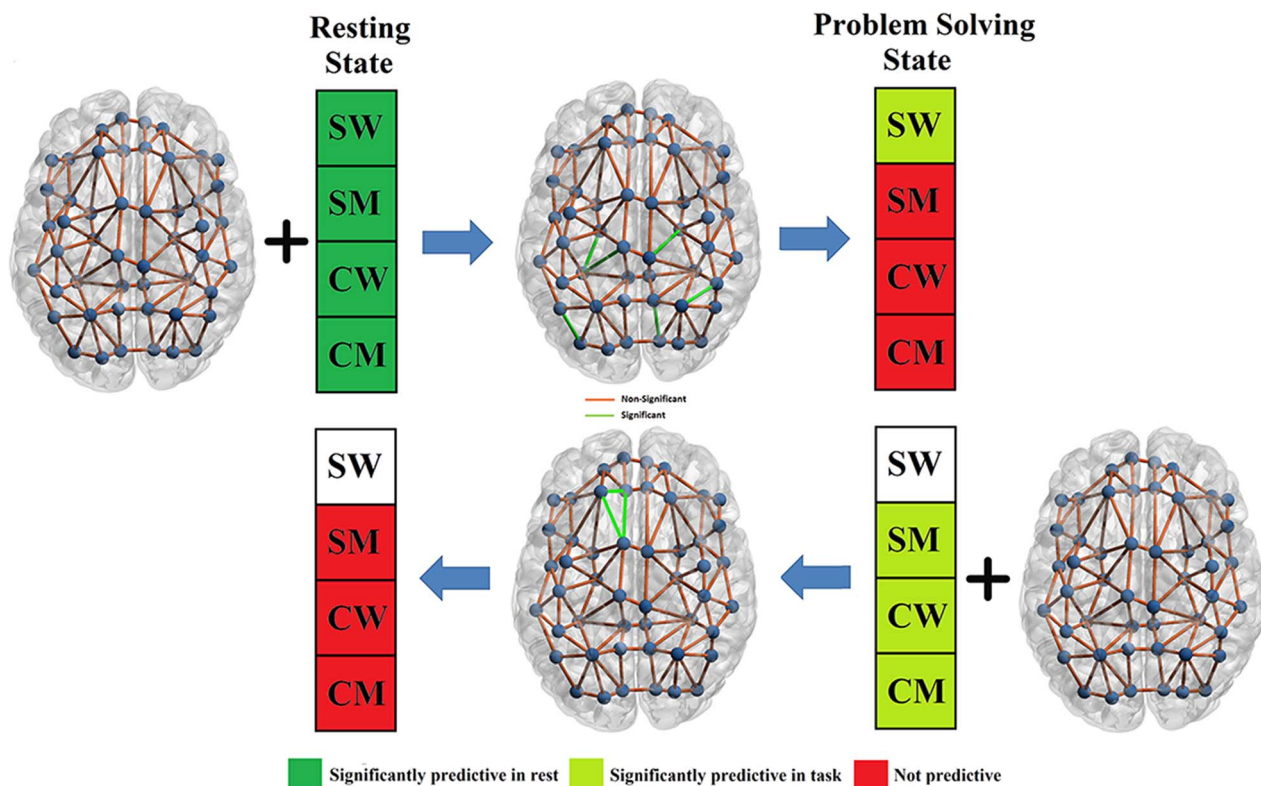 Resting
State
Problem Solving
State
SW
SM
CW
CM
SW
SM
CW
CM
Non-Significant
Significant
SW
SM
CW
CM
SW
SM
CW
CM
Significantly predictive in rest
Significantly predictive in task
Not predictive